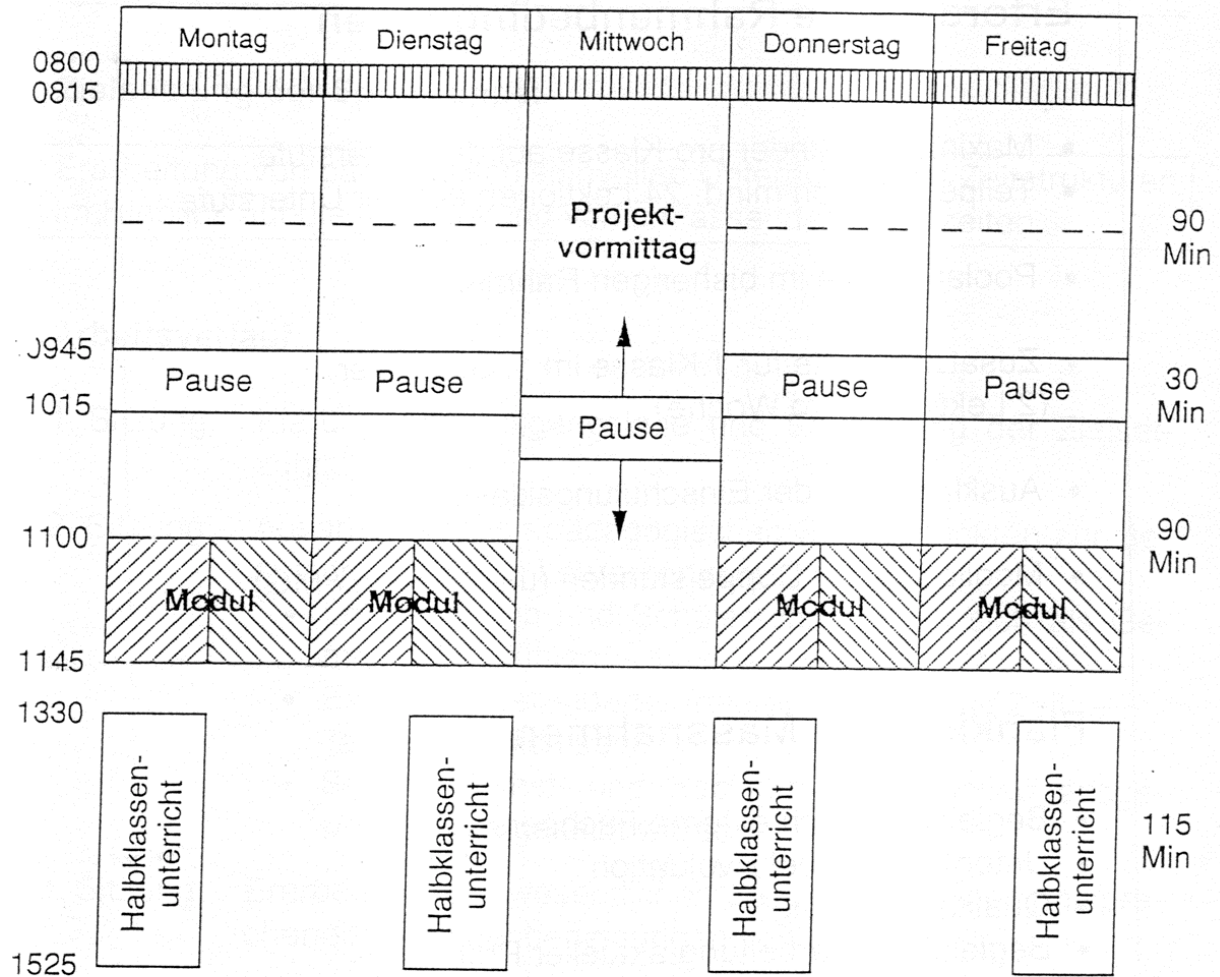 Montag Dienstag Mittwoch Donnerstag Freitag
0800
0815
Projekt-
vormittag
90
Min
J945
Pause Pause Pause Pause
30
Min
1015
Pause
1100
90
Min
Modul Modul Modul Modul
1145
1330
Halbklassen-
unterricht
Halbklassen-
unterricht
Halbklassen-
unterricht
Halbklassen-
unterricht
115
Min
1525